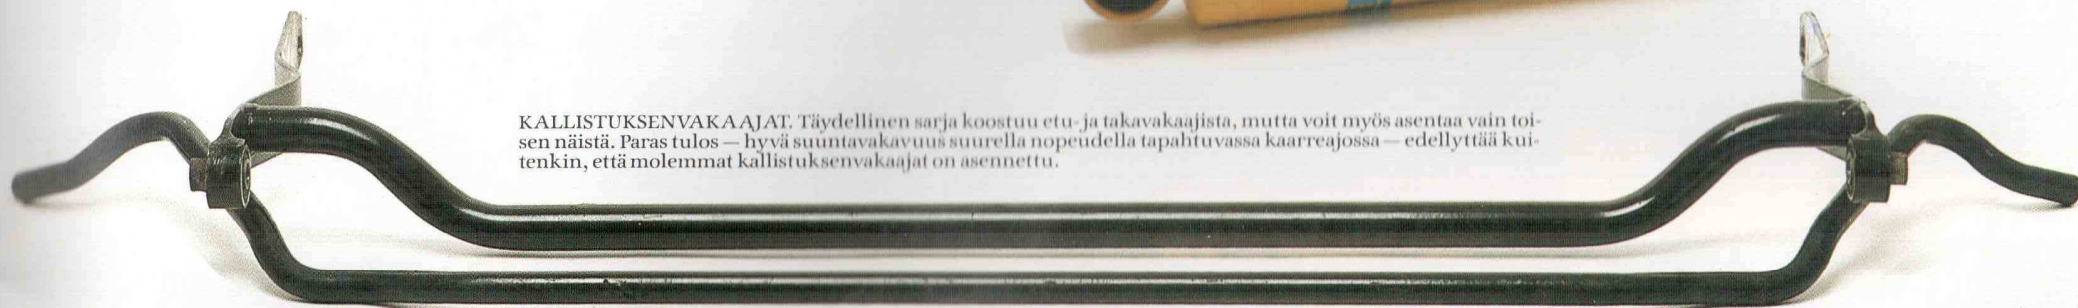 KALLISTUKSENVAKAAJAT. Täydellinen sarja koostuu etu- ja takavakaajista, mutta voit myös asentaa vain toi-
sen näistä. Paras tulos — hyvä suuntavakavuus suurella nopeudella tapahtuvassa kaarreajossa — edellyttää kui-
tenkin, että molemmat kallistuksenvakaajat on asennettu.